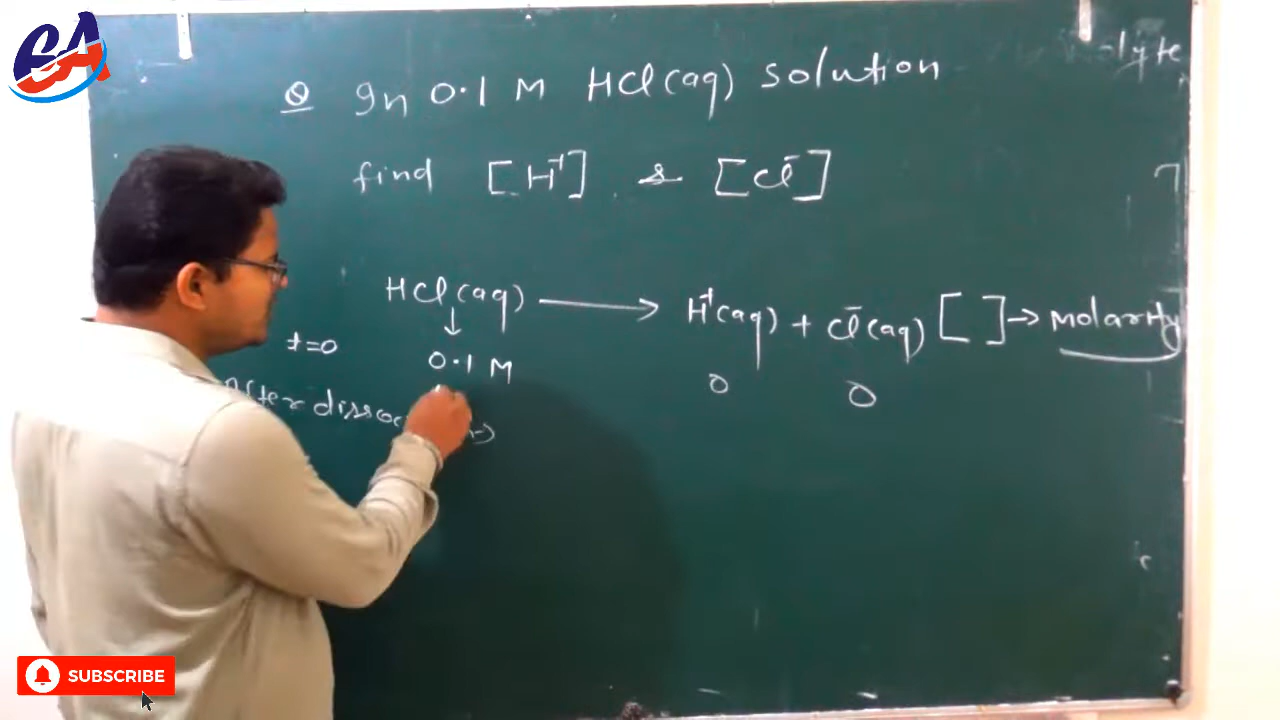 CA
Q In 0.1 M HCl(aq) solution
find [H⁺] & [Cl⁻]
HCl(aq) → H⁺(aq) + Cl⁻(aq) [ ] → Molarity
↓
t=0 0.1 M 0 0
After
SUBSCRIBE